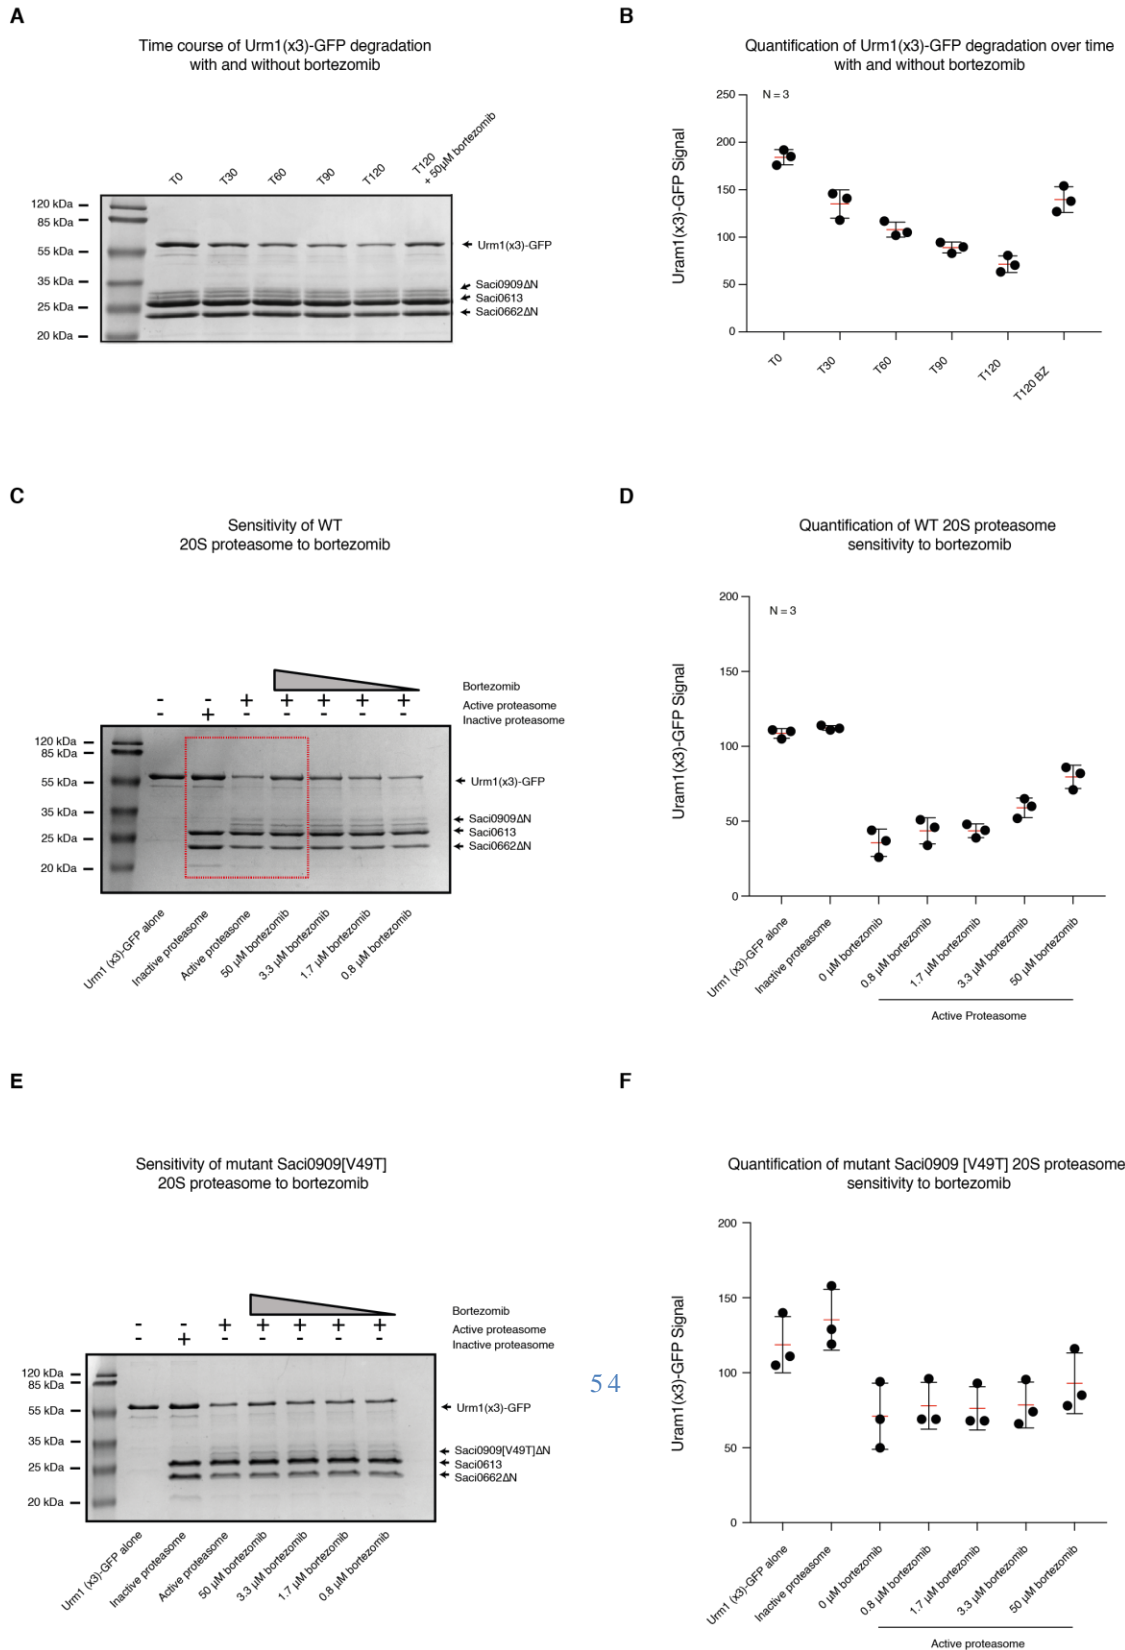 A
Time course of Urm1(x3)-GFP degradation
with and without bortezomib
T0
T30
T60
T90
T120
T120
+ 50µM bortezomib
120 kDa
85 kDa
55 kDa
35 kDa
25 kDa
20 kDa
Urm1(x3)-GFP
Saci0909ΔN
Saci0613
Saci0662ΔN
B
Quantification of Urm1(x3)-GFP degradation over time
with and without bortezomib
N = 3
Uram1(x3)-GFP Signal
250
200
150
100
50
0
T0
T30
T60
T90
T120
T120 BZ
C
Sensitivity of WT
20S proteasome to bortezomib
Bortezomib
- - + + + + + Active proteasome
- + - - - - - Inactive proteasome
120 kDa
85 kDa
55 kDa
35 kDa
25 kDa
20 kDa
Urm1(x3)-GFP
Saci0909ΔN
Saci0613
Saci0662ΔN
Urm1 (x3)-GFP alone
Inactive proteasome
Active proteasome
50 µM bortezomib
3.3 µM bortezomib
1.7 µM bortezomib
0.8 µM bortezomib
D
Quantification of WT 20S proteasome
sensitivity to bortezomib
N = 3
Uram1(x3)-GFP Signal
200
150
100
50
0
Urm1 (x3)-GFP alone
Inactive proteasome
0 µM bortezomib
0.8 µM bortezomib
1.7 µM bortezomib
3.3 µM bortezomib
50 µM bortezomib
Active Proteasome
E
Sensitivity of mutant Saci0909[V49T]
20S proteasome to bortezomib
Bortezomib
- - + + + + + Active proteasome
- + - - - - - Inactive proteasome
120 kDa
85 kDa
55 kDa
35 kDa
25 kDa
20 kDa
Urm1(x3)-GFP
Saci0909[V49T]ΔN
Saci0613
Saci0662ΔN
Urm1 (x3)-GFP alone
Inactive proteasome
Active proteasome
50 µM bortezomib
3.3 µM bortezomib
1.7 µM bortezomib
0.8 µM bortezomib
54
F
Quantification of mutant Saci0909 [V49T] 20S proteasome
sensitivity to bortezomib
Uram1(x3)-GFP Signal
200
150
100
50
0
Urm1 (x3)-GFP alone
Inactive proteasome
0 µM bortezomib
0.8 µM bortezomib
1.7 µM bortezomib
3.3 µM bortezomib
50 µM bortezomib
Active proteasome